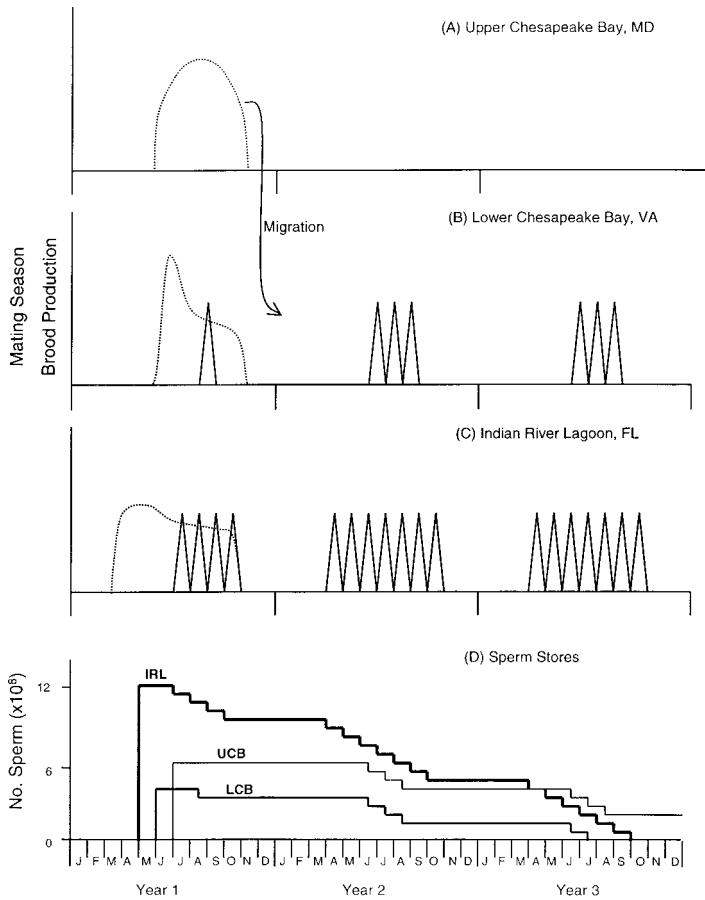 (A) Upper Chesapeake Bay, MD
Migration
(B) Lower Chesapeake Bay, VA
Mating Season
Brood Production
(C) Indian River Lagoon, FL
(D) Sperm Stores
No. Sperm (x10⁸)
12
6
0
IRL
UCB
LCB
J F M A M J J A S O N D J F M A M J J A S O N D J F M A M J J A S O N D
Year 1 Year 2 Year 3